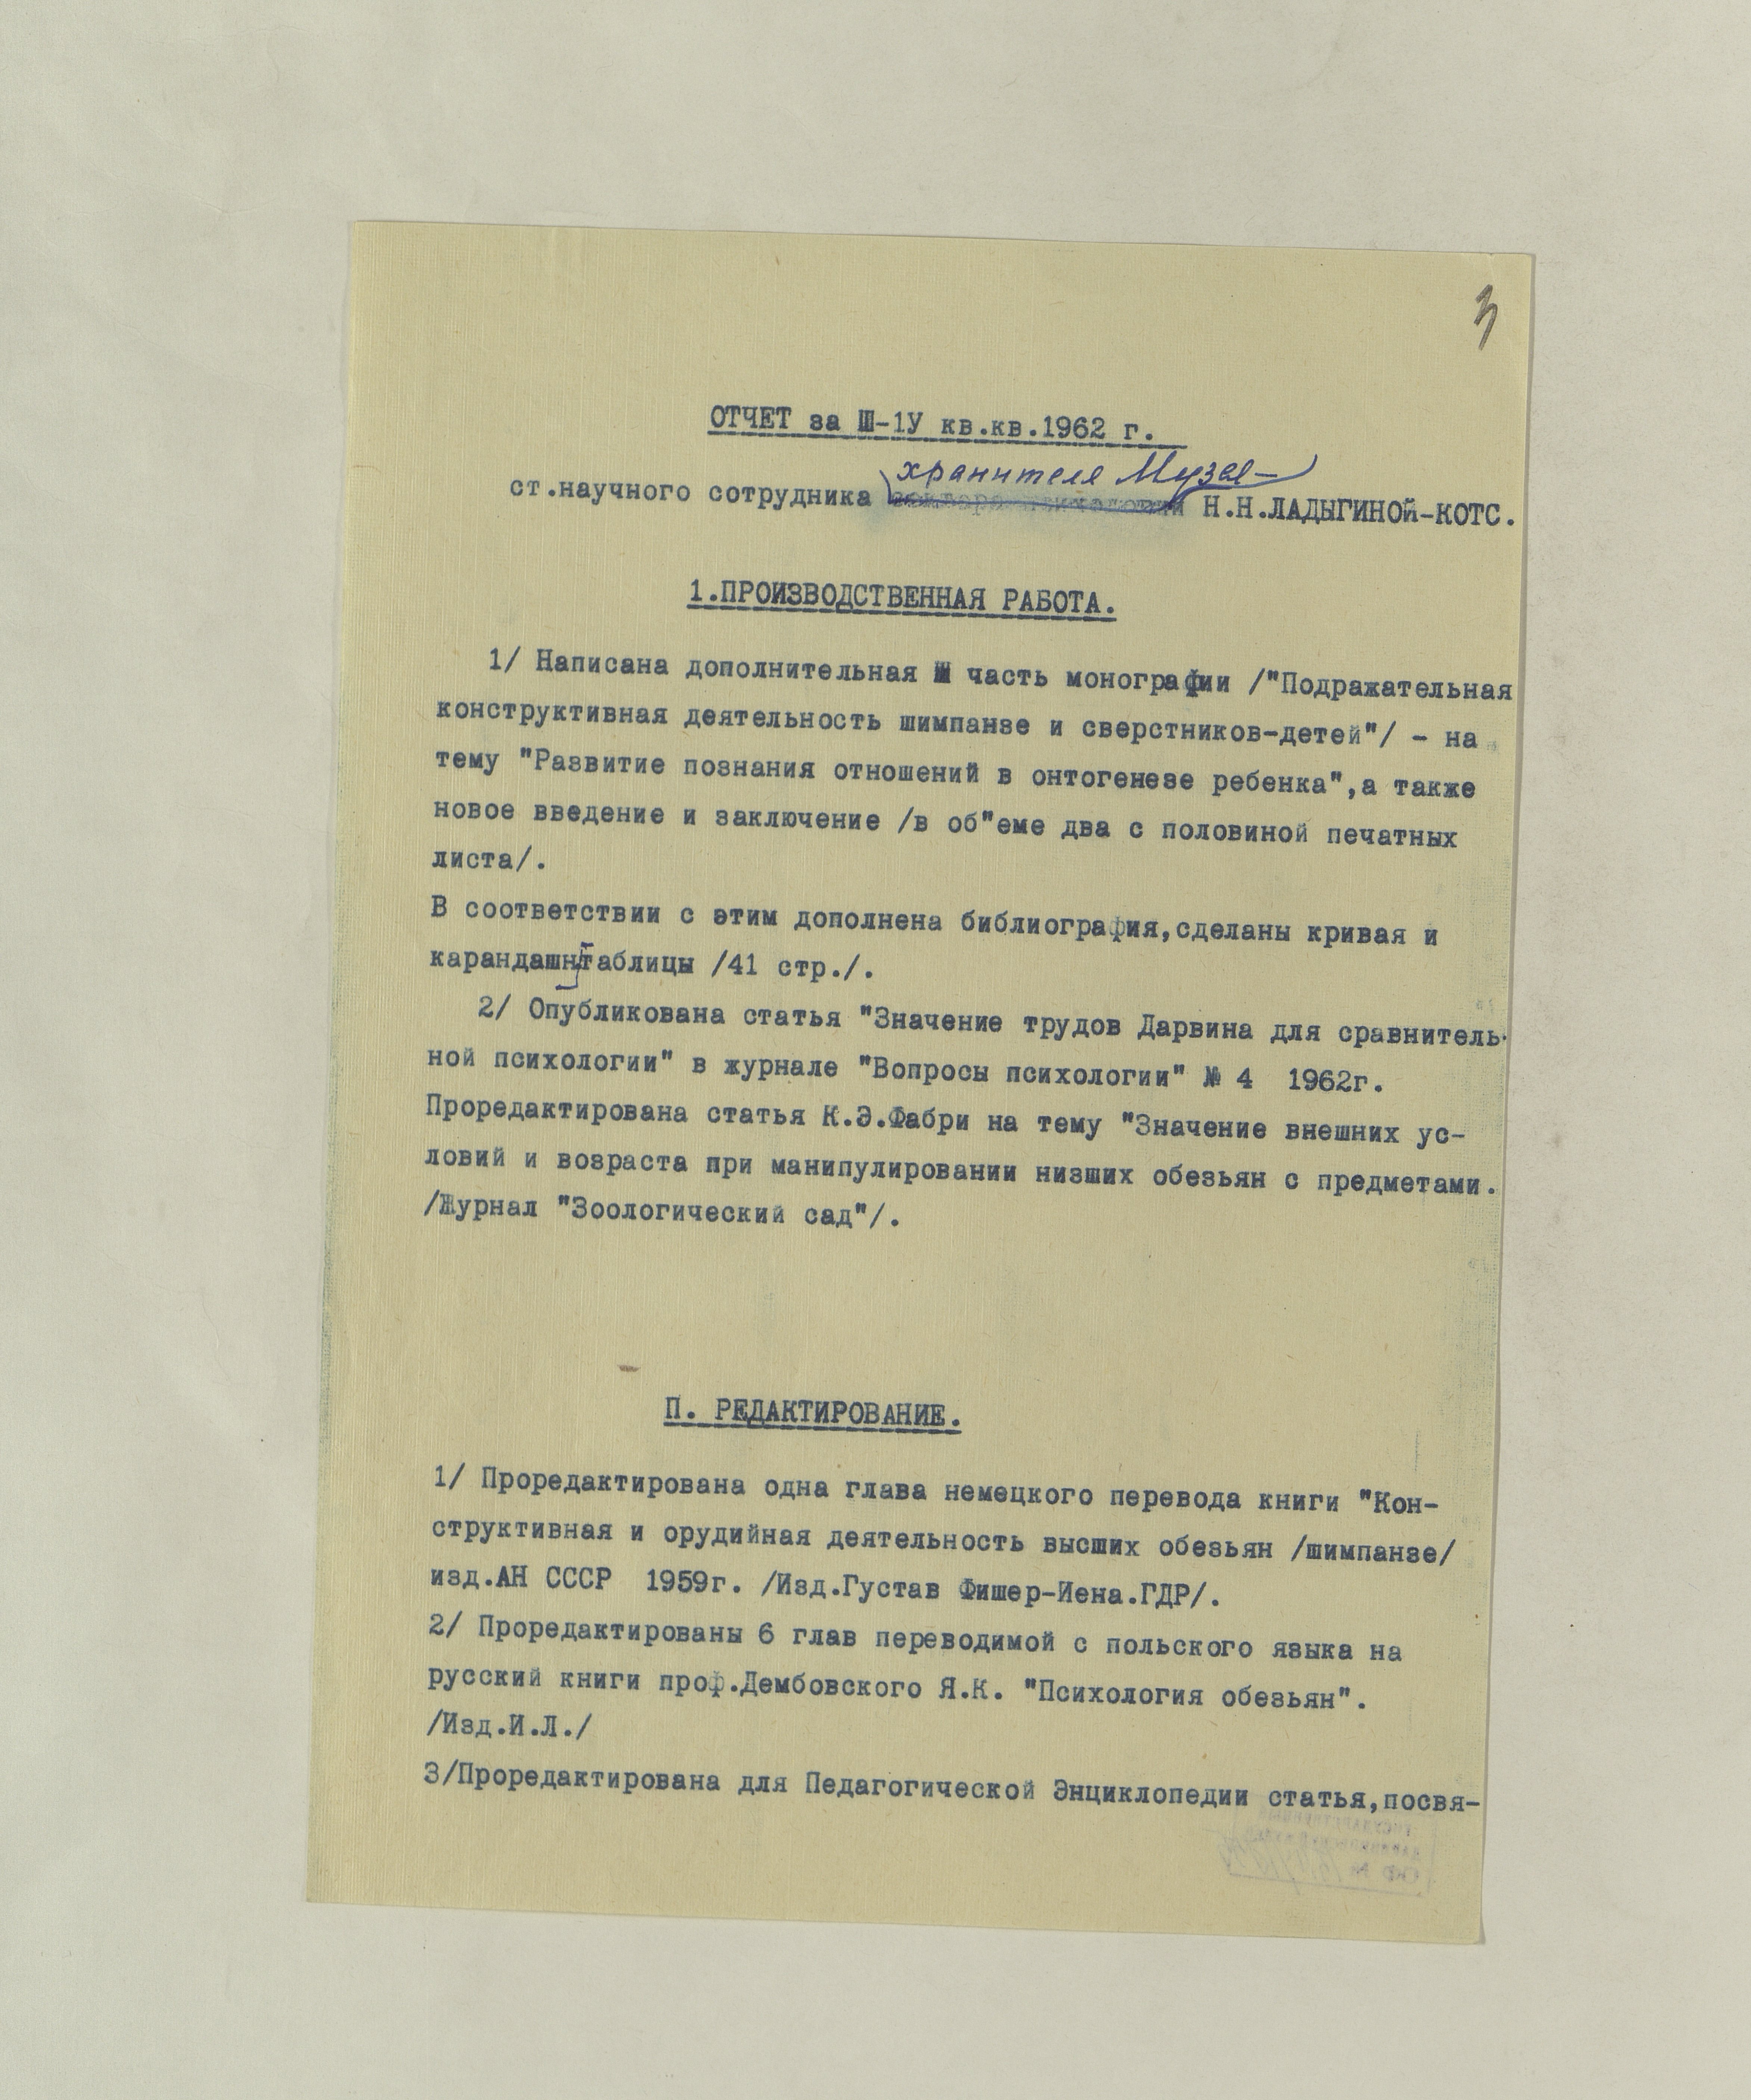 3
ОТЧЕТ за Ш-1У кв.кв.1962 г.
хранителя Музея
ст.научного сотрудника Н.Н.ЛАДЫГИНОЙ-КОТС.
1.ПРОИЗВОДСТВЕННАЯ РАБОТА.
1/ Написана дополнительная Ш часть монографии /"Подражательная
конструктивная деятельность шимпанзе и сверстников-детей"/ - на
тему "Развитие познания отношений в онтогенезе ребенка",а также
новое введение и заключение /в об"еме два с половиной печатных
листа/.
В соответствии с этим дополнена библиография,сделаны кривая и
карандашн таблицы /41 стр./.
2/ Опубликована статья "Значение трудов Дарвина для сравнитель-
ной психологии" в журнале "Вопросы психологии" № 4 1962г.
Проредактирована статья К.Э.Фабри на тему "Значение внешних ус-
ловий и возраста при манипулировании низших обезьян с предметами.
/Журнал "Зоологический сад"/.
П. РЕДАКТИРОВАНИЕ.
1/ Проредактирована одна глава немецкого перевода книги "Кон-
структивная и орудийная деятельность высших обезьян /шимпанзе/
изд.АН СССР 1959г. /Изд.Густав Фишер-Иена.ГДР/.
2/ Проредактированы 6 глав переводимой с польского языка на
русский книги проф.Дембовского Я.К. "Психология обезьян".
/Изд.И.Л./
3/Проредактирована для Педагогической Энциклопедии статья,посвя-